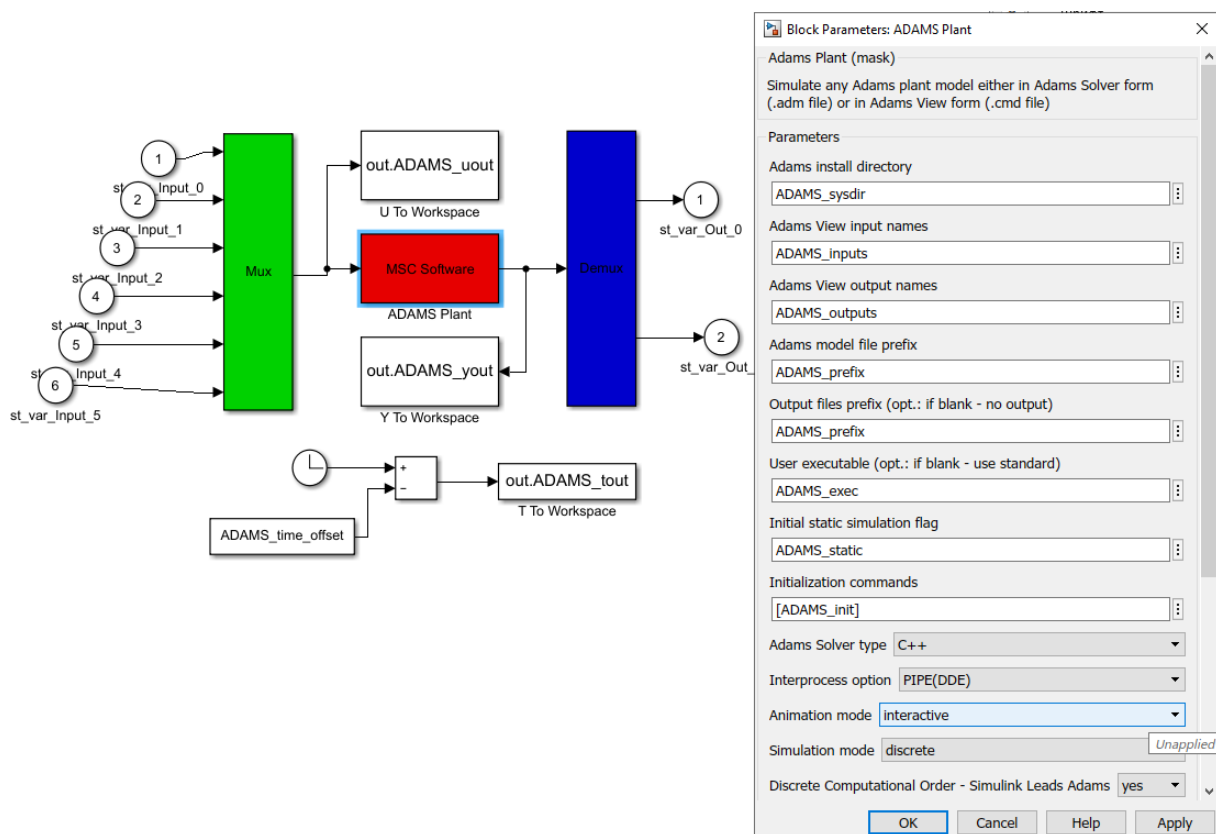 1
st_var_Input_0
2
st_var_Input_1
3
st_var_Input_2
4
st_var_Input_3
5
st_var_Input_4
6
st_var_Input_5
Mux
out.ADAMS_uout
U To Workspace
MSC Software
ADAMS Plant
out.ADAMS_yout
Y To Workspace
Demux
1
st_var_Out_0
2
st_var_Out_
+
−
ADAMS_time_offset
out.ADAMS_tout
T To Workspace
Block Parameters: ADAMS Plant
Adams Plant (mask)
Simulate any Adams plant model either in Adams Solver form
(.adm file) or in Adams View form (.cmd file)
Parameters
Adams install directory
ADAMS_sysdir
Adams View input names
ADAMS_inputs
Adams View output names
ADAMS_outputs
Adams model file prefix
ADAMS_prefix
Output files prefix (opt.: if blank - no output)
ADAMS_prefix
User executable (opt.: if blank - use standard)
ADAMS_exec
Initial static simulation flag
ADAMS_static
Initialization commands
[ADAMS_init]
Adams Solver type C++
Interprocess option PIPE(DDE)
Animation mode interactive
Simulation mode discrete
Unapplied
Discrete Computational Order - Simulink Leads Adams yes
OK Cancel Help Apply